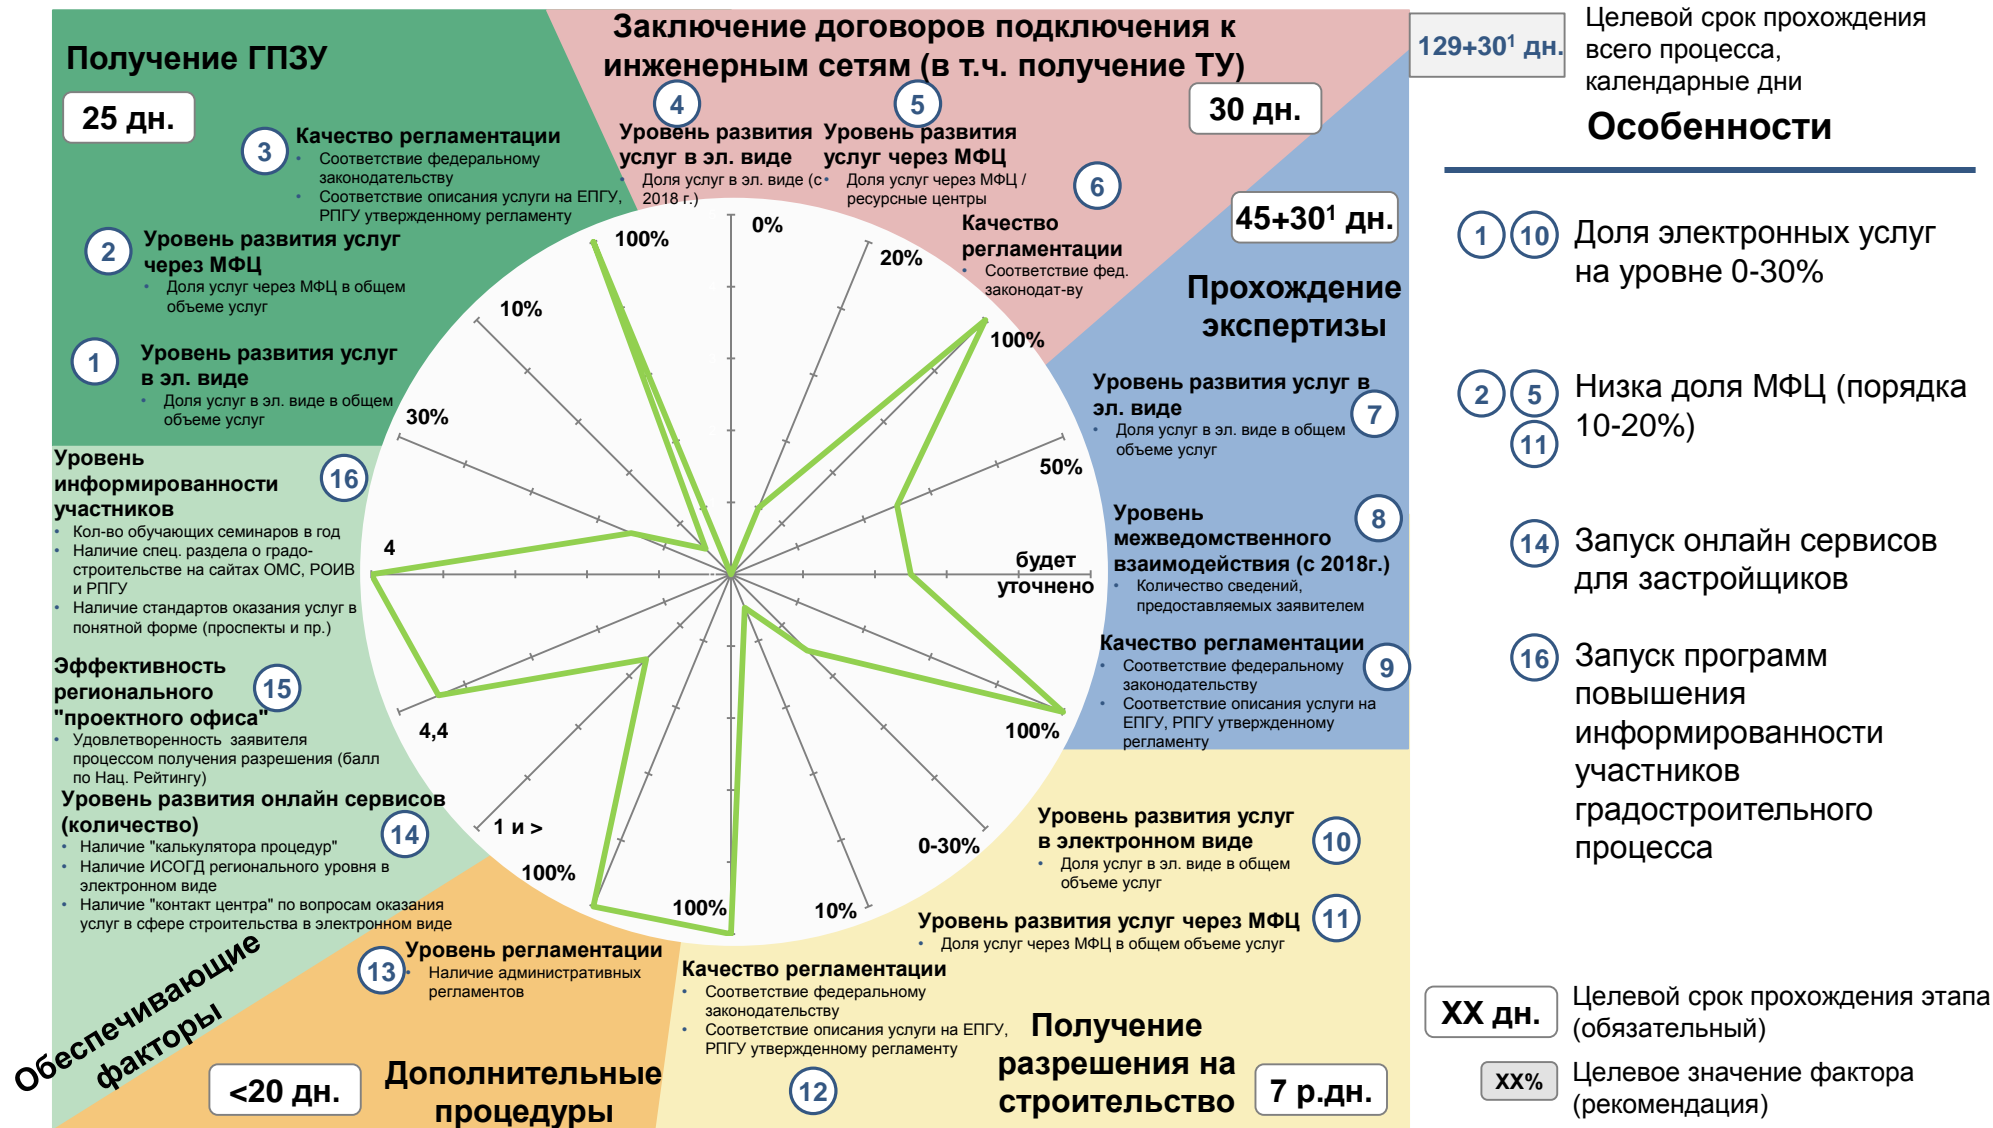 Получение ГПЗУ
25 дн.
3
Качество регламентации
• Соответствие федеральному
законодательству
• Соответствие описания услуги на ЕПГУ,
РПГУ утвержденному регламенту
2
Уровень развития услуг
через МФЦ
• Доля услуг через МФЦ в общем
объеме услуг
1
Уровень развития услуг
в эл. виде
• Доля услуг в эл. виде в общем
объеме услуг
Заключение договоров подключения к
инженерным сетям (в т.ч. получение ТУ)
30 дн.
4
Уровень развития
услуг в эл. виде
• Доля услуг в эл. виде (с
2018 г.)
5
Уровень развития
услуг через МФЦ
• Доля услуг через МФЦ /
ресурсные центры
6
Качество
регламентации
• Соответствие фед.
законодат-ву
45+30¹ дн.
Прохождение
экспертизы
Уровень развития услуг в
эл. виде
7
• Доля услуг в эл. виде в общем
объеме услуг
Уровень
межведомственного
взаимодействия (с 2018г.)
8
• Количество сведений,
предоставляемых заявителем
Качество регламентации
9
• Соответствие федеральному
законодательству
• Соответствие описания услуги на
ЕПГУ, РПГУ утвержденному
регламенту
Уровень развития услуг
в электронном виде
10
• Доля услуг в эл. виде в общем
объеме услуг
Уровень развития услуг через МФЦ
11
• Доля услуг через МФЦ в общем объеме услуг
Качество регламентации
• Соответствие федеральному
законодательству
• Соответствие описания услуги на ЕПГУ,
РПГУ утвержденному регламенту
12
Получение
разрешения на
строительство
7 р.дн.
13
Уровень регламентации
• Наличие административных
регламентов
Дополнительные
процедуры
<20 дн.
Уровень
информированности
участников
16
• Кол-во обучающих семинаров в год
• Наличие спец. раздела о градо-
строительстве на сайтах ОМС, РОИВ
и РПГУ
• Наличие стандартов оказания услуг в
понятной форме (проспекты и пр.)
Эффективность
регионального
"проектного офиса"
15
• Удовлетворенность заявителя
процессом получения разрешения (балл
по Нац. Рейтингу)
Уровень развития онлайн сервисов
(количество)
14
• Наличие "калькулятора процедур"
• Наличие ИСОГД регионального уровня в
электронном виде
• Наличие "контакт центра" по вопросам оказания
услуг в сфере строительства в электронном виде
Обеспечивающие
факторы
0%
20%
100%
50%
будет
уточнено
100%
0-30%
10%
100%
100%
1 и >
4,4
4
30%
10%
100%
129+30¹ дн.
Целевой срок прохождения
всего процесса,
календарные дни
Особенности
1 10
Доля электронных услуг
на уровне 0-30%
2 5
11
Низка доля МФЦ (порядка
10-20%)
14
Запуск онлайн сервисов
для застройщиков
16
Запуск программ
повышения
информированности
участников
градостроительного
процесса
XX дн.
Целевой срок прохождения этапа
(обязательный)
XX%
Целевое значение фактора
(рекомендация)